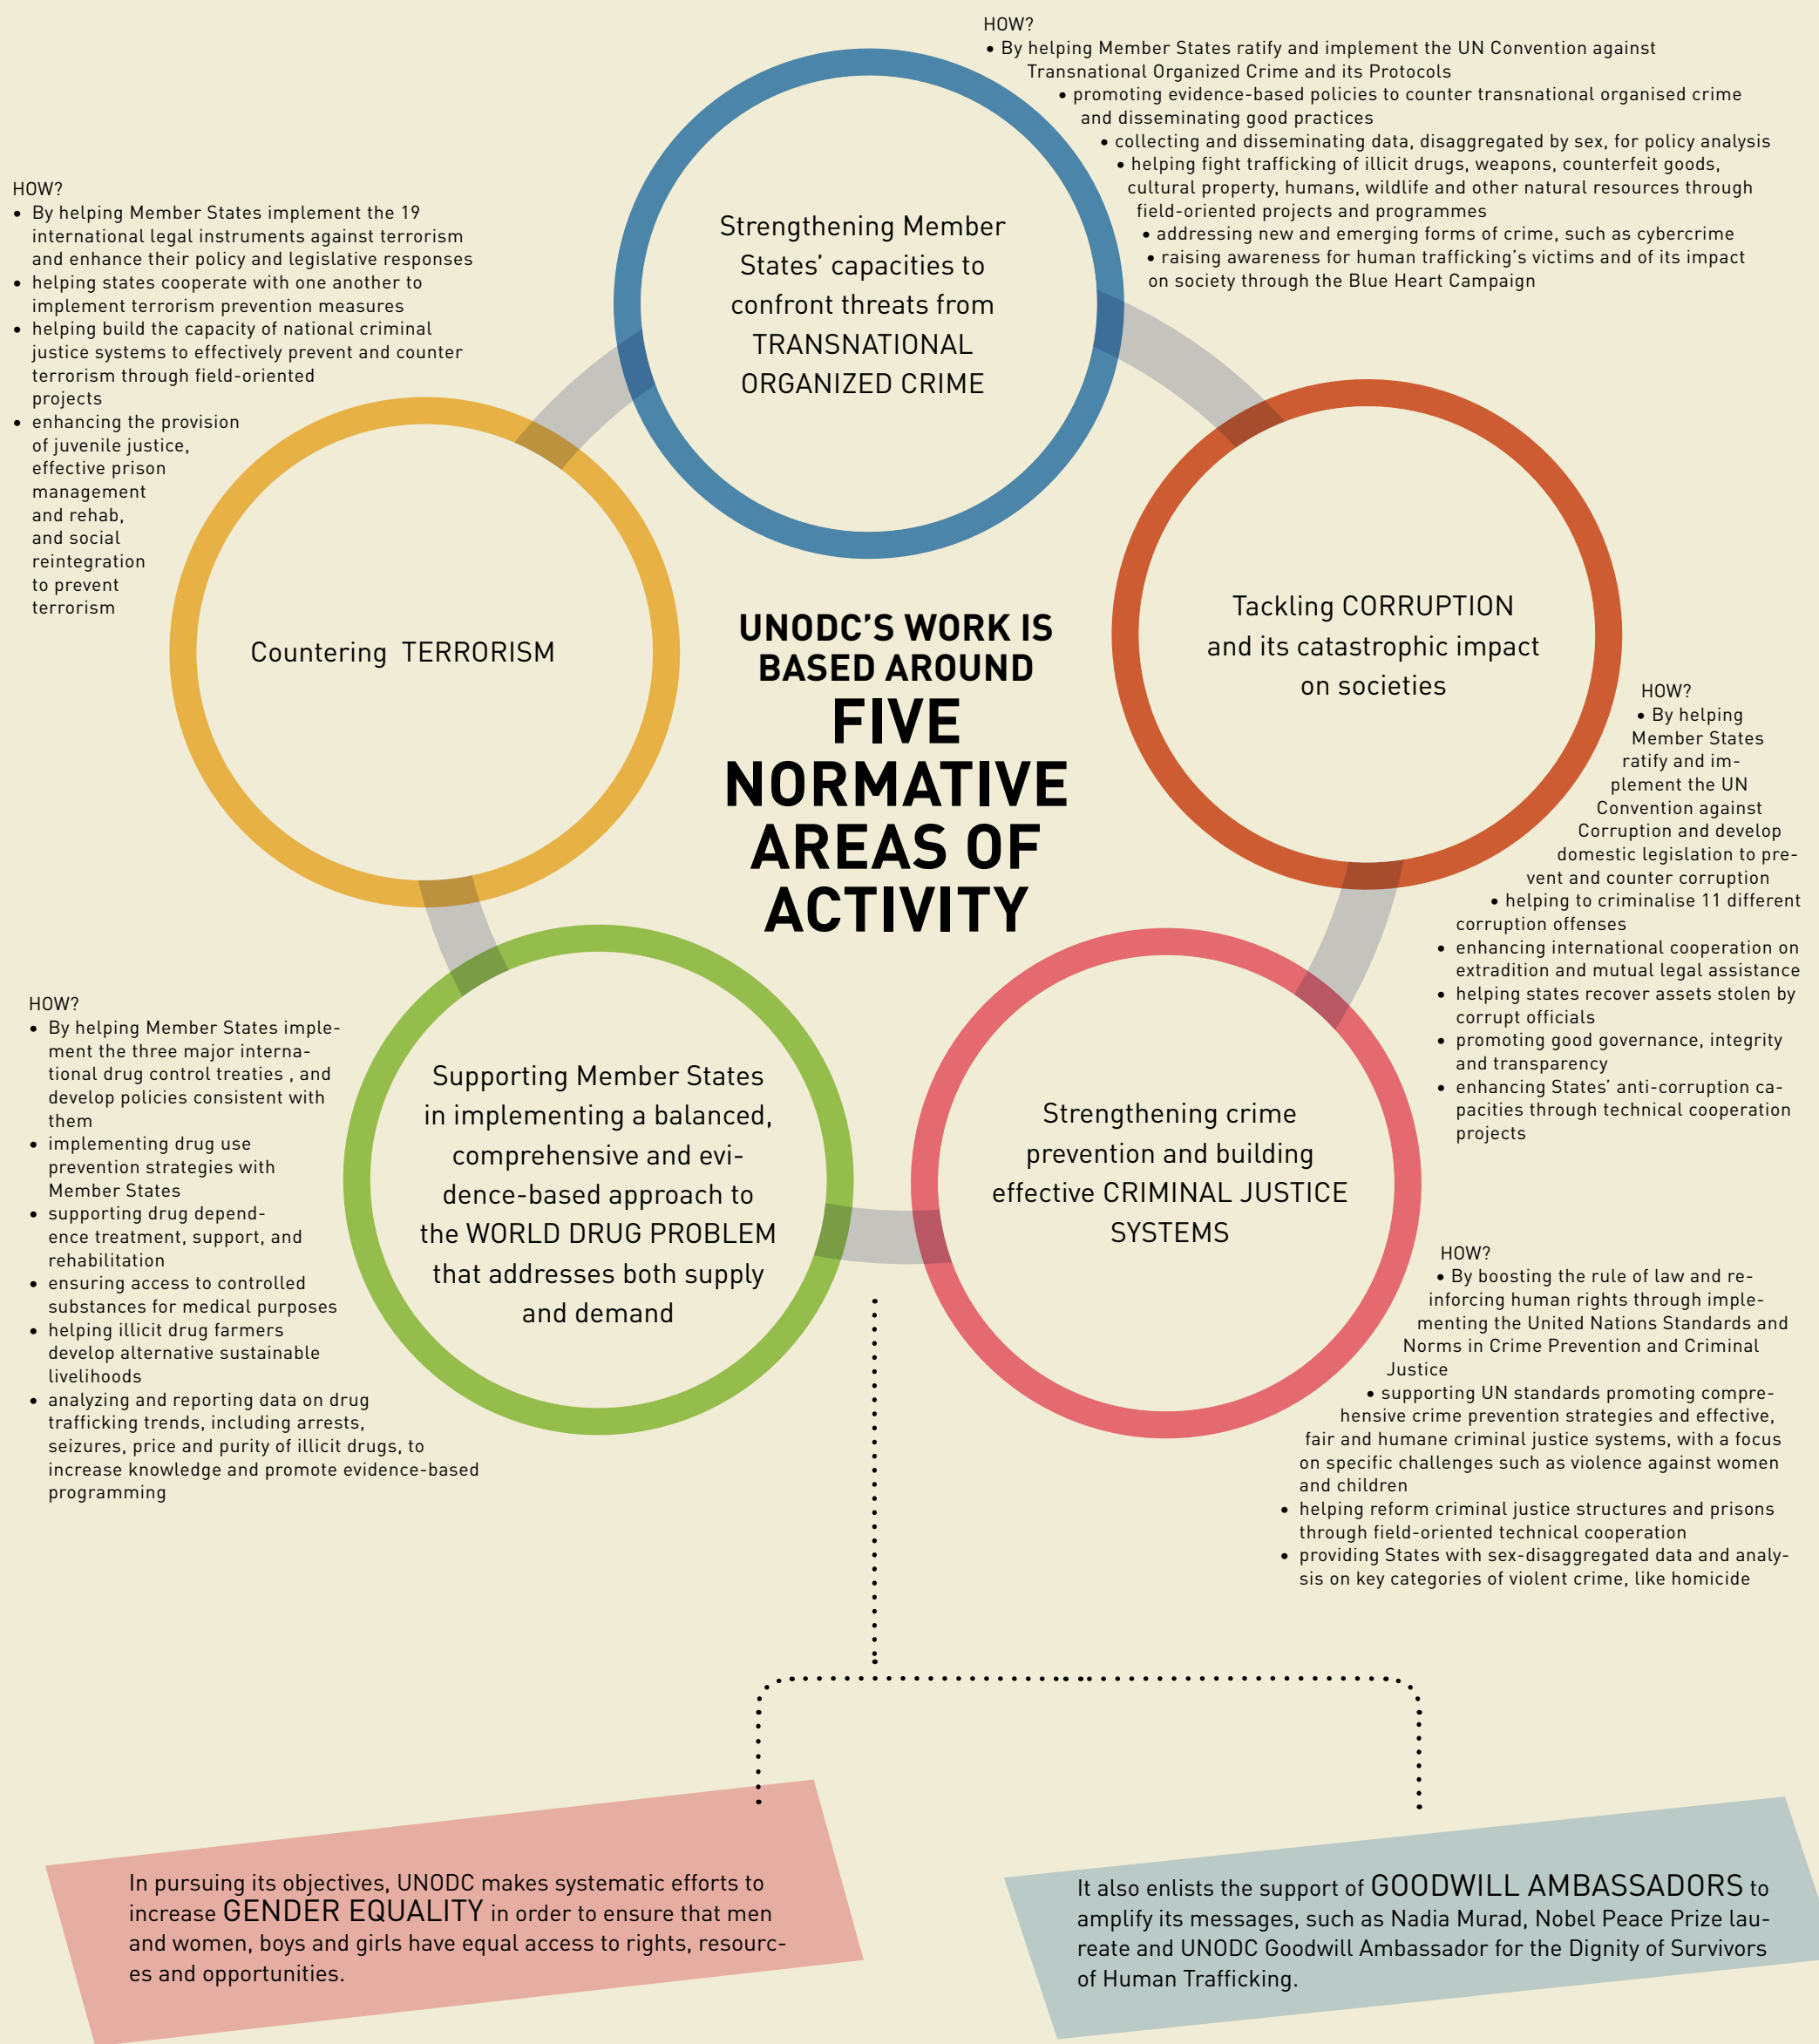 HOW?
• By helping Member States ratify and implement the UN Convention against
Transnational Organized Crime and its Protocols
• promoting evidence-based policies to counter transnational organised crime
and disseminating good practices
• collecting and disseminating data, disaggregated by sex, for policy analysis
• helping fight trafficking of illicit drugs, weapons, counterfeit goods,
cultural property, humans, wildlife and other natural resources through
field-oriented projects and programmes
• addressing new and emerging forms of crime, such as cybercrime
• raising awareness for human trafficking's victims and of its impact
on society through the Blue Heart Campaign
Strengthening Member
States' capacities to
confront threats from
TRANSNATIONAL
ORGANIZED CRIME
HOW?
• By helping Member States implement the 19
international legal instruments against terrorism
and enhance their policy and legislative responses
• helping states cooperate with one another to
implement terrorism prevention measures
• helping build the capacity of national criminal
justice systems to effectively prevent and counter
terrorism through field-oriented
projects
• enhancing the provision
of juvenile justice,
effective prison
management
and rehab,
and social
reintegration
to prevent
terrorism
Countering TERRORISM
UNODC'S WORK IS
BASED AROUND
FIVE
NORMATIVE
AREAS OF
ACTIVITY
Tackling CORRUPTION
and its catastrophic impact
on societies
HOW?
• By helping
Member States
ratify and im-
plement the UN
Convention against
Corruption and develop
domestic legislation to pre-
vent and counter corruption
• helping to criminalise 11 different
corruption offenses
• enhancing international cooperation on
extradition and mutual legal assistance
• helping states recover assets stolen by
corrupt officials
• promoting good governance, integrity
and transparency
• enhancing States' anti-corruption ca-
pacities through technical cooperation
projects
HOW?
• By helping Member States imple-
ment the three major interna-
tional drug control treaties , and
develop policies consistent with
them
• implementing drug use
prevention strategies with
Member States
• supporting drug depend-
ence treatment, support, and
rehabilitation
• ensuring access to controlled
substances for medical purposes
• helping illicit drug farmers
develop alternative sustainable
livelihoods
• analyzing and reporting data on drug
trafficking trends, including arrests,
seizures, price and purity of illicit drugs, to
increase knowledge and promote evidence-based
programming
Supporting Member States
in implementing a balanced,
comprehensive and evi-
dence-based approach to
the WORLD DRUG PROBLEM
that addresses both supply
and demand
Strengthening crime
prevention and building
effective CRIMINAL JUSTICE
SYSTEMS
HOW?
• By boosting the rule of law and re-
inforcing human rights through imple-
menting the United Nations Standards and
Norms in Crime Prevention and Criminal
Justice
• supporting UN standards promoting compre-
hensive crime prevention strategies and effective,
fair and humane criminal justice systems, with a focus
on specific challenges such as violence against women
and children
• helping reform criminal justice structures and prisons
through field-oriented technical cooperation
• providing States with sex-disaggregated data and analy-
sis on key categories of violent crime, like homicide
In pursuing its objectives, UNODC makes systematic efforts to
increase GENDER EQUALITY in order to ensure that men
and women, boys and girls have equal access to rights, resourc-
es and opportunities.
It also enlists the support of GOODWILL AMBASSADORS to
amplify its messages, such as Nadia Murad, Nobel Peace Prize lau-
reate and UNODC Goodwill Ambassador for the Dignity of Survivors
of Human Trafficking.